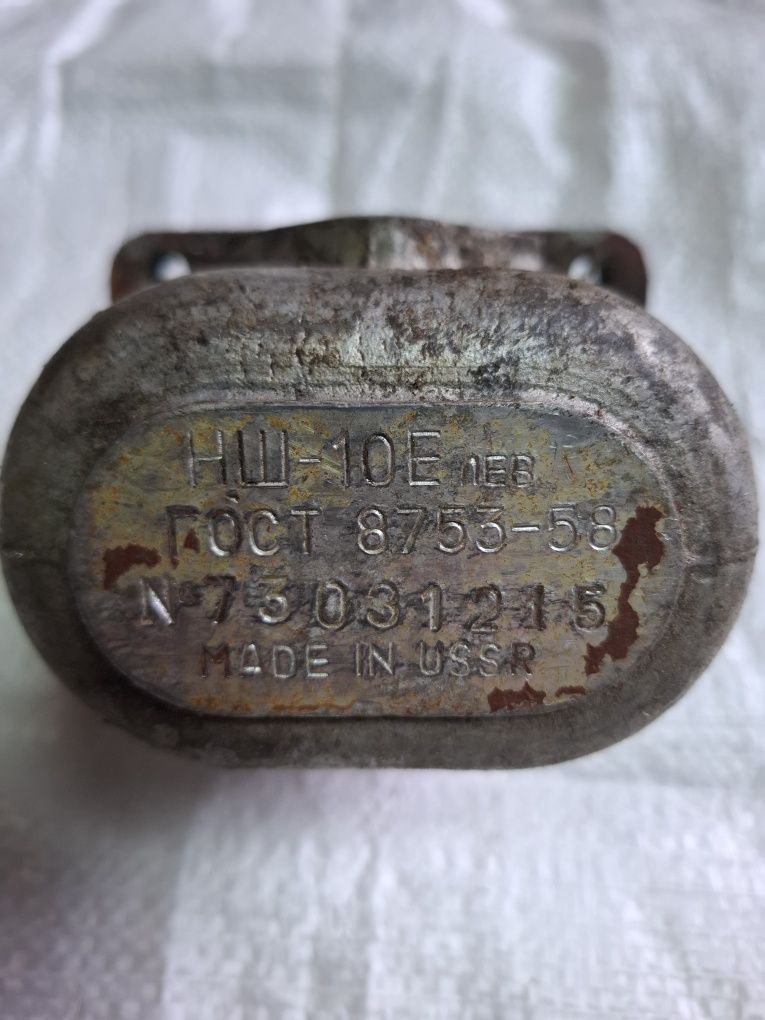 НШ-10Е ЛЕВ
ГОСТ 8753-58
№73031215
MADE IN USSR